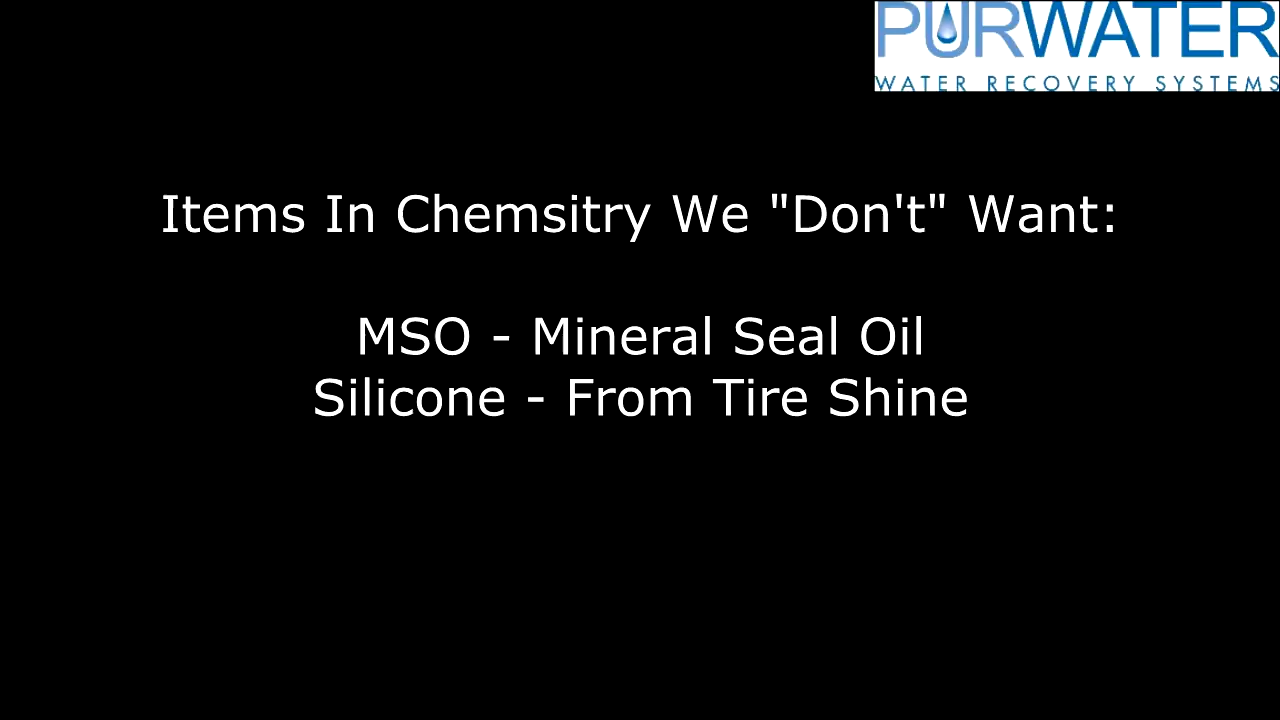 PURWATER
WATER RECOVERY SYSTEMS
Items In Chemsitry We "Don't" Want:
MSO - Mineral Seal Oil
Silicone - From Tire Shine